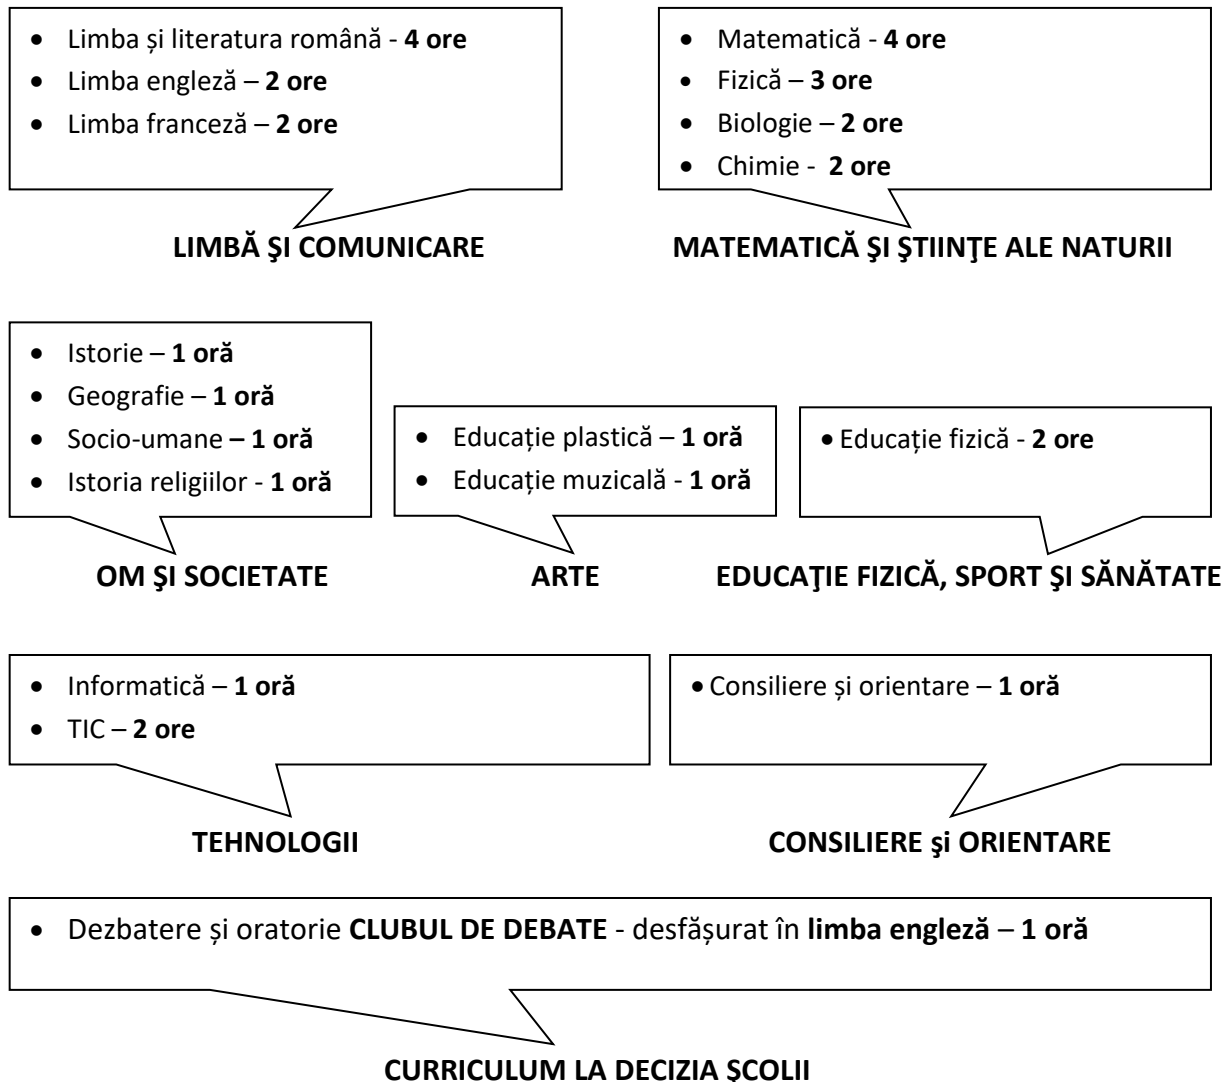 • Limba și literatura română - 4 ore
• Limba engleză – 2 ore
• Limba franceză – 2 ore
LIMBĂ ŞI COMUNICARE
• Matematică - 4 ore
• Fizică – 3 ore
• Biologie – 2 ore
• Chimie - 2 ore
MATEMATICĂ ŞI ŞTIINŢE ALE NATURII
• Istorie – 1 oră
• Geografie – 1 oră
• Socio-umane – 1 oră
• Istoria religiilor - 1 oră
OM ŞI SOCIETATE
• Educație plastică – 1 oră
• Educație muzicală - 1 oră
ARTE
• Educație fizică - 2 ore
EDUCAŢIE FIZICĂ, SPORT ŞI SĂNĂTATE
• Informatică – 1 oră
• TIC – 2 ore
TEHNOLOGII
• Consiliere și orientare – 1 oră
CONSILIERE şi ORIENTARE
• Dezbatere și oratorie CLUBUL DE DEBATE - desfășurat în limba engleză – 1 oră
CURRICULUM LA DECIZIA ŞCOLII